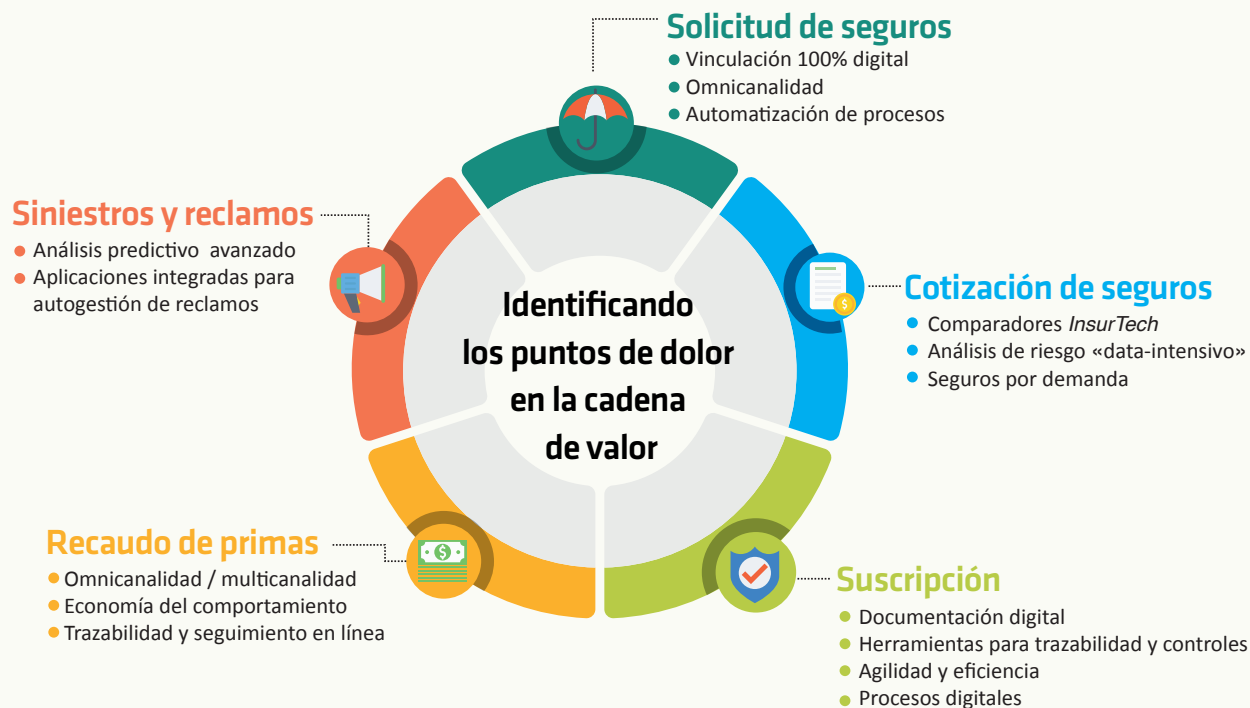 Solicitud de seguros
Vinculación 100% digital
Omnicanalidad
Automatización de procesos
Cotización de seguros
Comparadores InsurTech
Análisis de riesgo «data-intensivo»
Seguros por demanda
Suscripción
Documentación digital
Herramientas para trazabilidad y controles
Agilidad y eficiencia
Procesos digitales
Recaudo de primas
Omnicanalidad / multicanalidad
Economía del comportamiento
Trazabilidad y seguimiento en línea
Siniestros y reclamos
Análisis predictivo avanzado
Aplicaciones integradas para
autogestión de reclamos
Identificando
los puntos de dolor
en la cadena
de valor
$
$